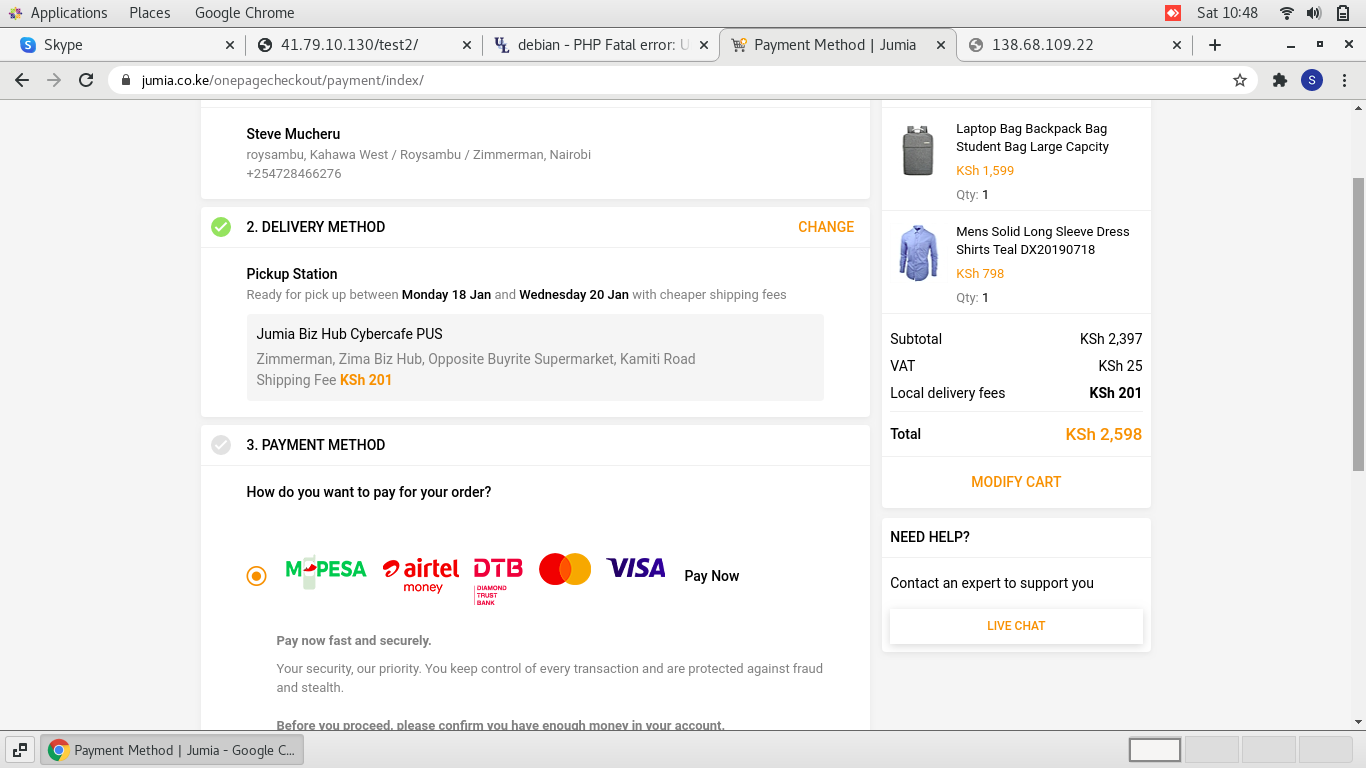 Applications Places Google Chrome Sat 10:48
Skype 41.79.10.130/test2/ debian - PHP Fatal error: U Payment Method | Jumia 138.68.109.22
jumia.co.ke/onepagecheckout/payment/index/ S
Steve Mucheru
roysambu, Kahawa West / Roysambu / Zimmerman, Nairobi
+254728466276
2. DELIVERY METHOD CHANGE
Pickup Station
Ready for pick up between Monday 18 Jan and Wednesday 20 Jan with cheaper shipping fees
Jumia Biz Hub Cybercafe PUS
Zimmerman, Zima Biz Hub, Opposite Buyrite Supermarket, Kamiti Road
Shipping Fee KSh 201
3. PAYMENT METHOD
How do you want to pay for your order?
M-PESA airtel money DTB DIAMOND TRUST BANK VISA Pay Now
Pay now fast and securely.
Your security, our priority. You keep control of every transaction and are protected against fraud
and stealth.
Before you proceed, please confirm you have enough money in your account.
Laptop Bag Backpack Bag
Student Bag Large Capcity
KSh 1,599
Qty: 1
Mens Solid Long Sleeve Dress
Shirts Teal DX20190718
KSh 798
Qty: 1
Subtotal KSh 2,397
VAT KSh 25
Local delivery fees KSh 201
Total KSh 2,598
MODIFY CART
NEED HELP?
Contact an expert to support you
LIVE CHAT
Payment Method | Jumia - Google C...